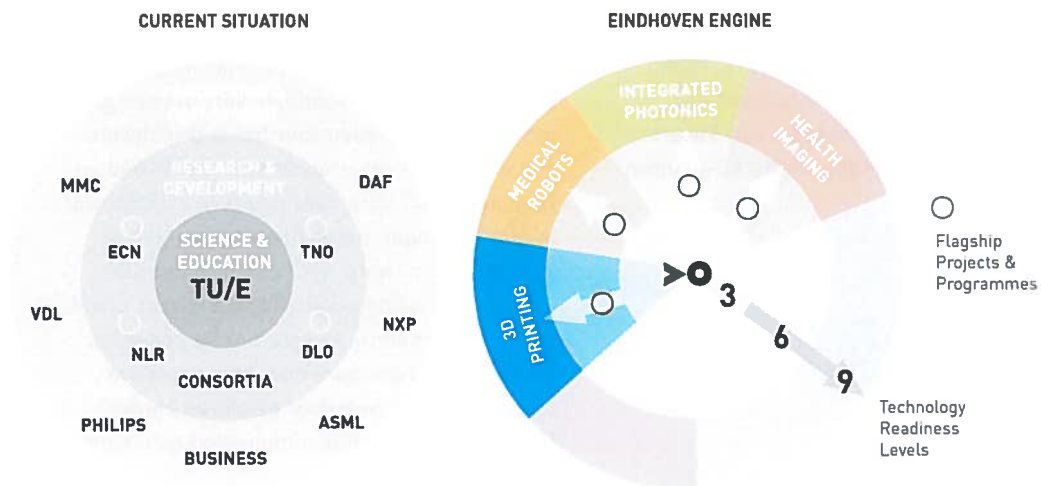 CURRENT SITUATION
RESEARCH &
DEVELOPMENT
MMC
DAF
ECN
SCIENCE &
EDUCATION
TU/E
TNO
VDL
NXP
NLR
DLO
CONSORTIA
PHILIPS
ASML
BUSINESS
EINDHOVEN ENGINE
INTEGRATED
PHOTONICS
HEALTH
IMAGING
MEDICAL
ROBOTS
3D
PRINTING
3
6
9
Technology
Readiness
Levels
Flagship
Projects &
Programmes